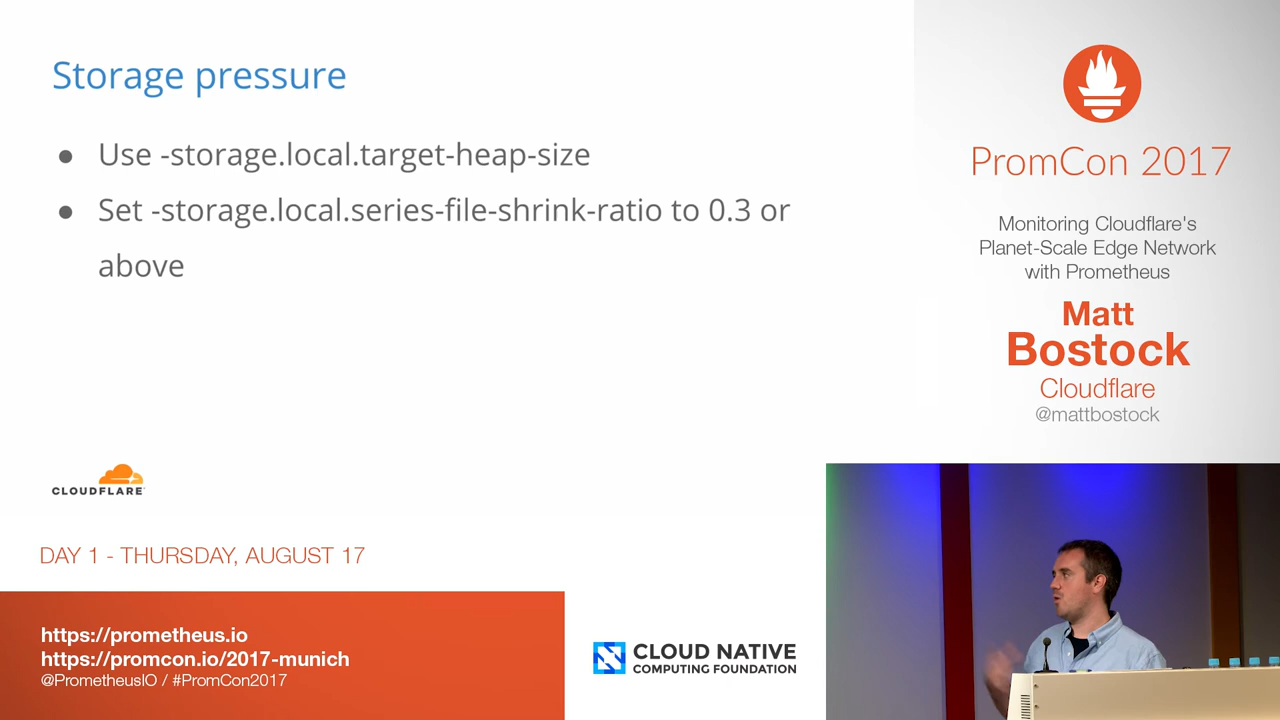 Storage pressure
● Use -storage.local.target-heap-size
● Set -storage.local.series-file-shrink-ratio to 0.3 or
above
CLOUDFLARE
DAY 1 - THURSDAY, AUGUST 17
https://prometheus.io
https://promcon.io/2017-munich
@PrometheusIO / #PromCon2017
CLOUD NATIVE
COMPUTING FOUNDATION
PromCon 2017
Monitoring Cloudflare's
Planet-Scale Edge Network
with Prometheus
Matt
Bostock
Cloudflare
@mattbostock